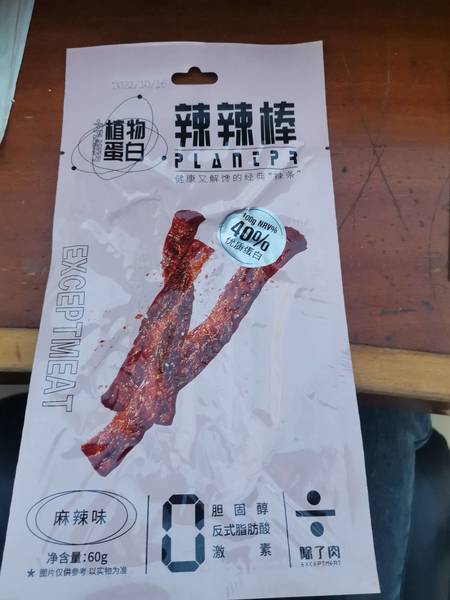 2022/10/26
植物
蛋白
辣辣棒
PLANTPR
健康又解馋的经典“辣条”
100g NRV%
40%
优质蛋白
EXCEPTMEAT
麻辣味
净含量:60g
★ 图片仅供参考 以实物为准
0
胆固醇
反式脂肪酸
激素
除了肉
EXCEPTMEAT